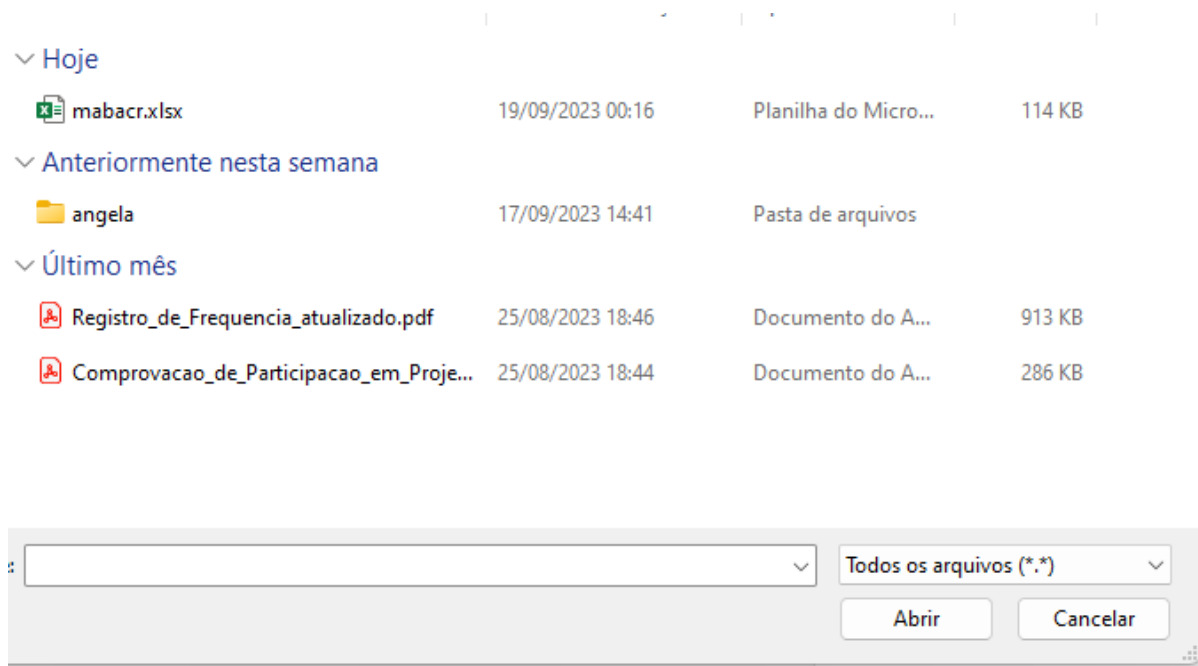 Hoje
mabacr.xlsx 19/09/2023 00:16 Planilha do Micro... 114 KB
Anteriormente nesta semana
angela 17/09/2023 14:41 Pasta de arquivos
Último mês
Registro_de_Frequencia_atualizado.pdf 25/08/2023 18:46 Documento do A... 913 KB
Comprovacao_de_Participacao_em_Proje... 25/08/2023 18:44 Documento do A... 286 KB
Todos os arquivos (*.*)
Abrir Cancelar